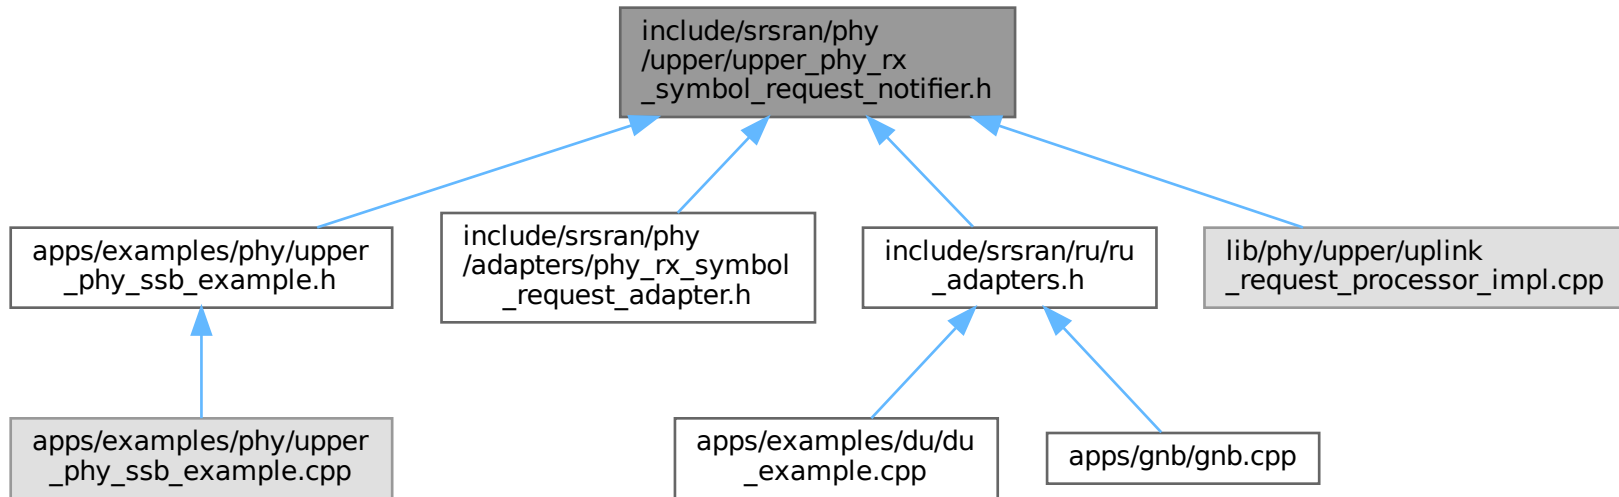 include/srsran/phy
/upper/upper_phy_rx
_symbol_request_notifier.h
apps/examples/phy/upper
_phy_ssb_example.h
include/srsran/phy
/adapters/phy_rx_symbol
_request_adapter.h
include/srsran/ru/ru
_adapters.h
lib/phy/upper/uplink
_request_processor_impl.cpp
apps/examples/phy/upper
_phy_ssb_example.cpp
apps/examples/du/du
_example.cpp
apps/gnb/gnb.cpp